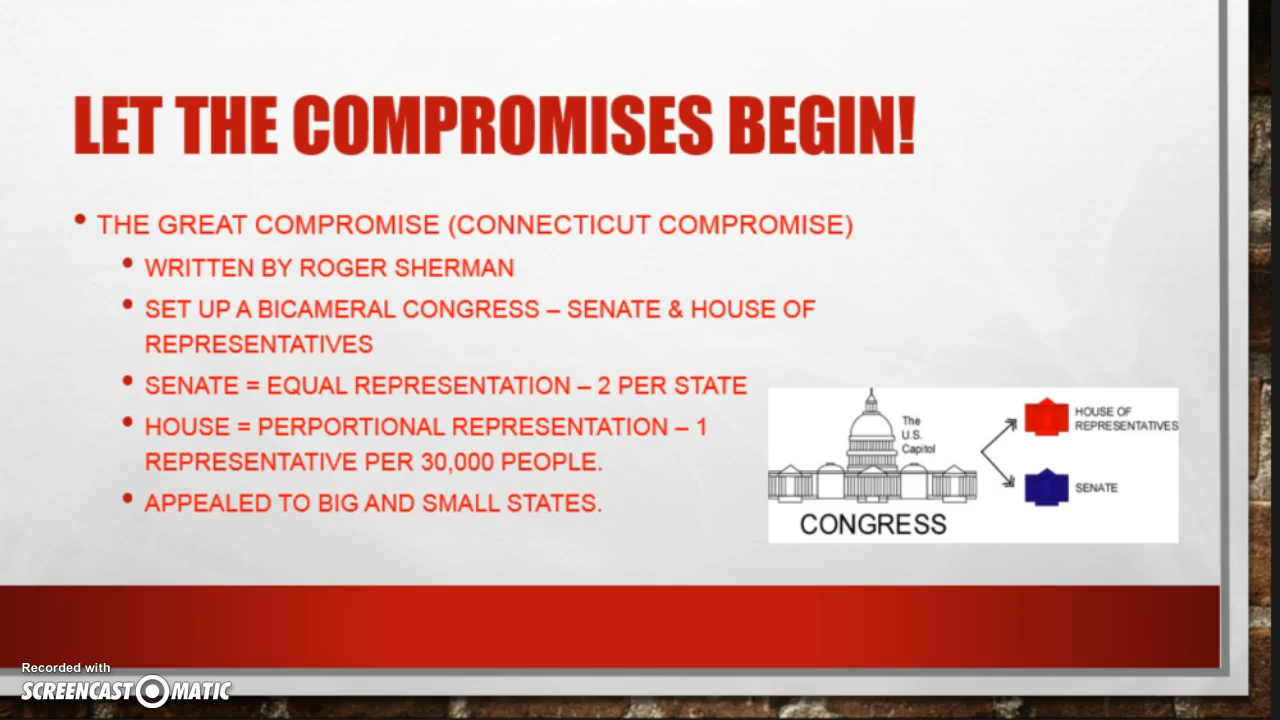 LET THE COMPROMISES BEGIN!
• THE GREAT COMPROMISE (CONNECTICUT COMPROMISE)
• WRITTEN BY ROGER SHERMAN
• SET UP A BICAMERAL CONGRESS – SENATE & HOUSE OF
REPRESENTATIVES
• SENATE = EQUAL REPRESENTATION – 2 PER STATE
• HOUSE = PERPORTIONAL REPRESENTATION – 1
REPRESENTATIVE PER 30,000 PEOPLE.
• APPEALED TO BIG AND SMALL STATES.
The
U.S.
Capitol
CONGRESS
HOUSE OF
REPRESENTATIVES
SENATE
Recorded with
SCREENCAST O MATIC